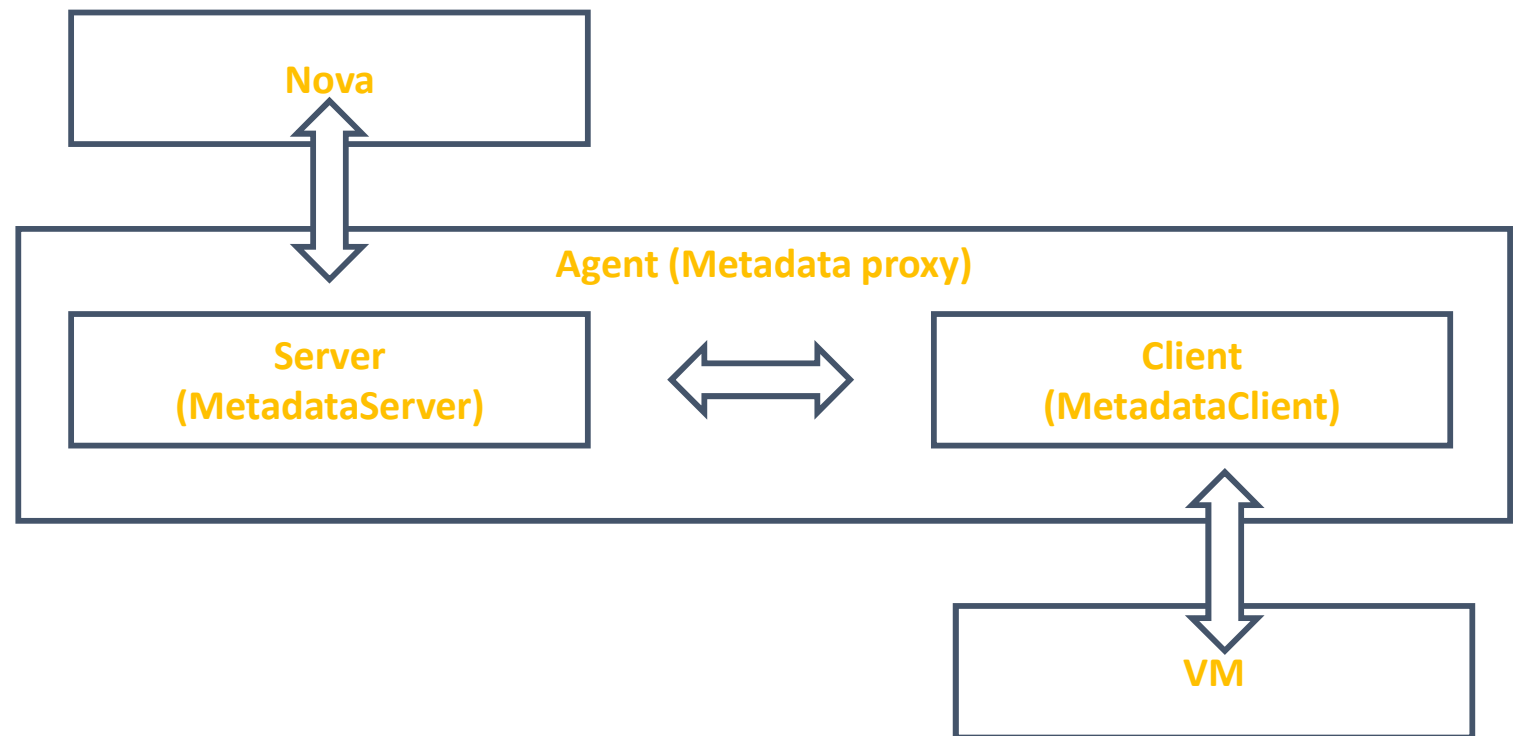 Nova
Agent (Metadata proxy)
Server
(MetadataServer)
Client
(MetadataClient)
VM